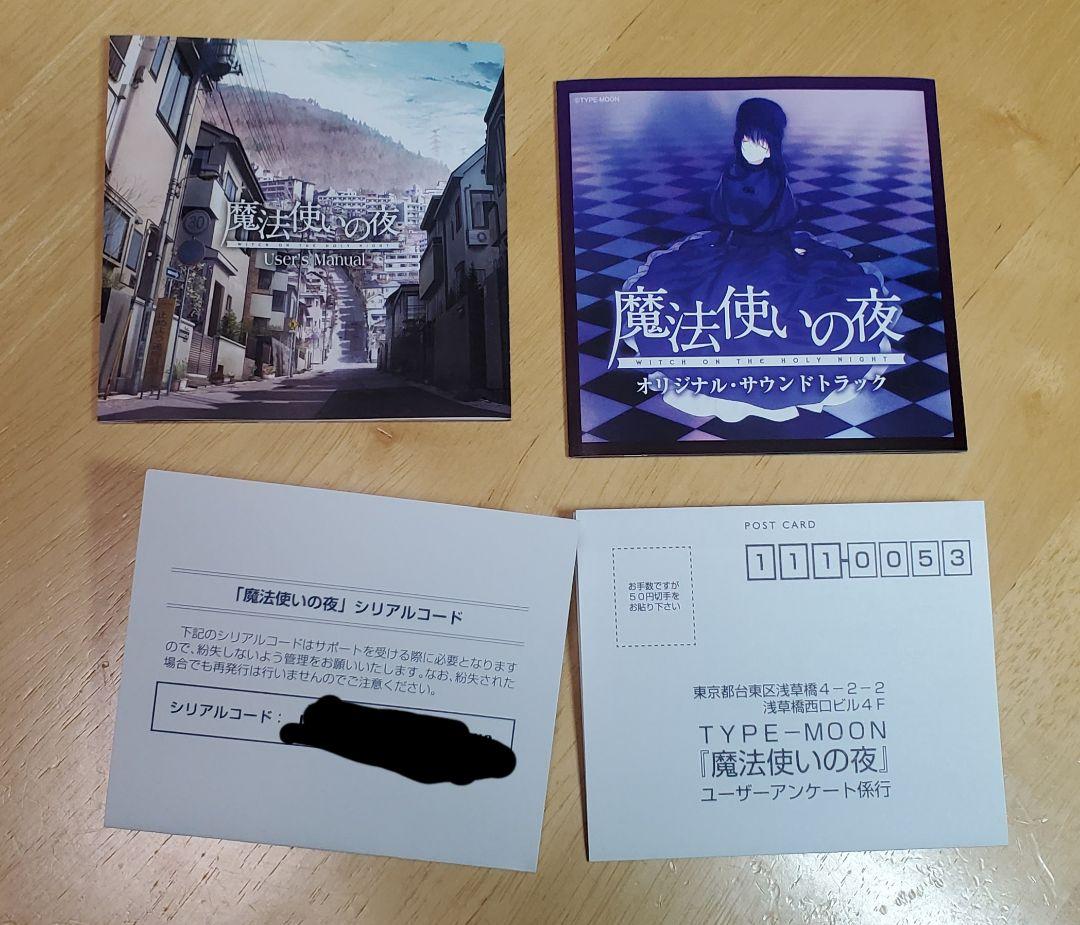 魔法使いの夜
WITCH ON THE HOLY NIGHT
User's Manual
©TYPE-MOON
魔法使いの夜
WITCH ON THE HOLY NIGHT
オリジナル・サウンドトラック
「魔法使いの夜」シリアルコード
下記のシリアルコードはサポートを受ける際に必要となります
ので、紛失しないよう管理をお願いいたします。なお、紛失された
場合でも再発行は行いませんのでご注意ください。
シリアルコード：
POST CARD
111-0053
お手数ですが
50円切手を
お貼り下さい
東京都台東区浅草橋4-2-2
浅草橋西口ビル4F
TYPE-MOON
『魔法使いの夜』
ユーザーアンケート係行